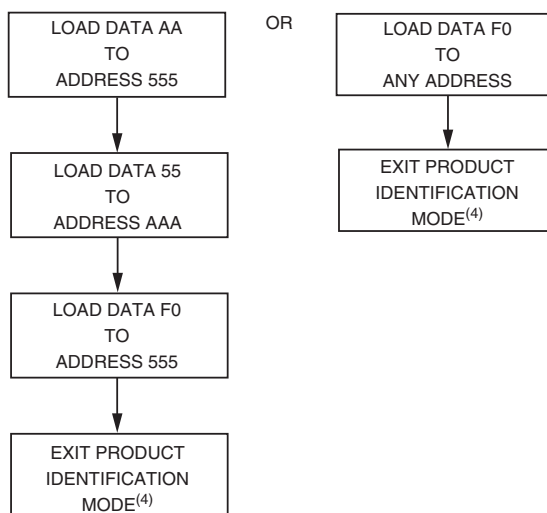 LOAD DATA AA
TO
ADDRESS 555
OR
LOAD DATA F0
TO
ANY ADDRESS
LOAD DATA 55
TO
ADDRESS AAA
EXIT PRODUCT
IDENTIFICATION
MODE(4)
LOAD DATA F0
TO
ADDRESS 555
EXIT PRODUCT
IDENTIFICATION
MODE(4)